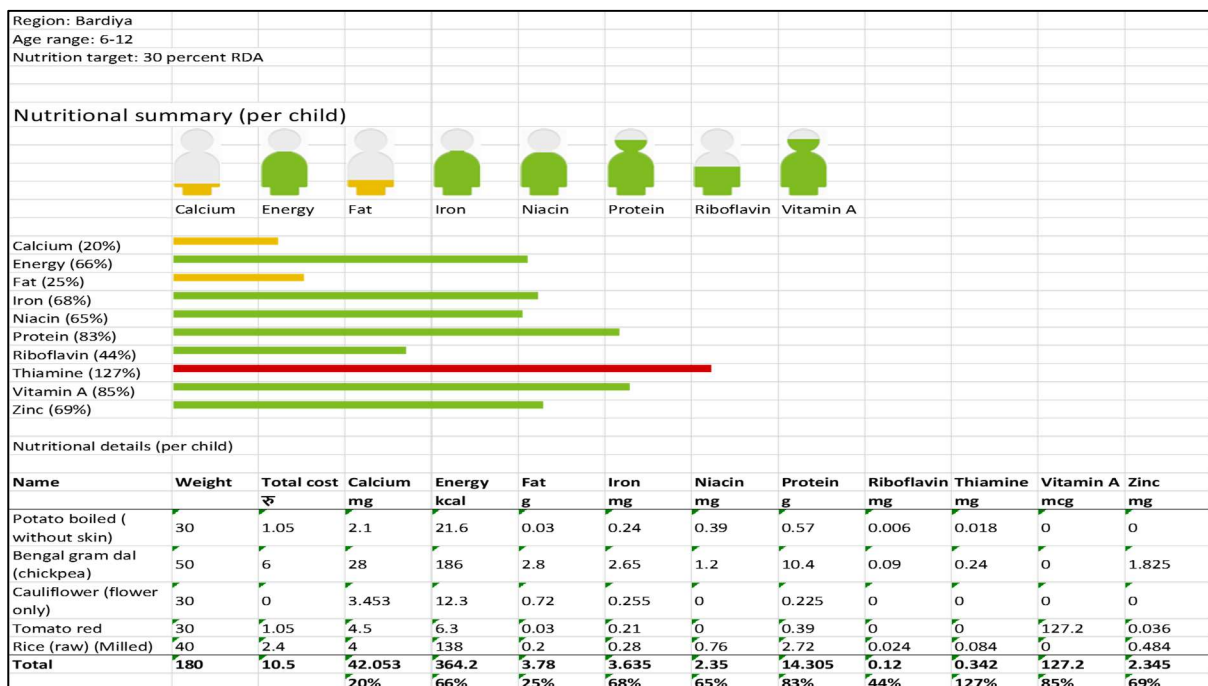 Region: Bardiya
Age range: 6-12
Nutrition target: 30 percent RDA
Nutritional summary (per child)
Calcium Energy Fat Iron Niacin Protein Riboflavin Vitamin A
Calcium (20%)
Energy (66%)
Fat (25%)
Iron (68%)
Niacin (65%)
Protein (83%)
Riboflavin (44%)
Thiamine (127%)
Vitamin A (85%)
Zinc (69%)
Nutritional details (per child)
Name Weight Total cost Calcium Energy Fat Iron Niacin Protein Riboflavin Thiamine Vitamin A Zinc
रु mg kcal g mg mg g mg mg mcg mg
Potato boiled (
without skin) 30 1.05 2.1 21.6 0.03 0.24 0.39 0.57 0.006 0.018 0 0
Bengal gram dal
(chickpea) 50 6 28 186 2.8 2.65 1.2 10.4 0.09 0.24 0 1.825
Cauliflower (flower
only) 30 0 3.453 12.3 0.72 0.255 0 0.225 0 0 0 0
Tomato red 30 1.05 4.5 6.3 0.03 0.21 0 0.39 0 0 127.2 0.036
Rice (raw) (Milled) 40 2.4 4 138 0.2 0.28 0.76 2.72 0.024 0.084 0 0.484
Total 180 10.5 42.053 364.2 3.78 3.635 2.35 14.305 0.12 0.342 127.2 2.345
20% 66% 25% 68% 65% 83% 44% 127% 85% 69%